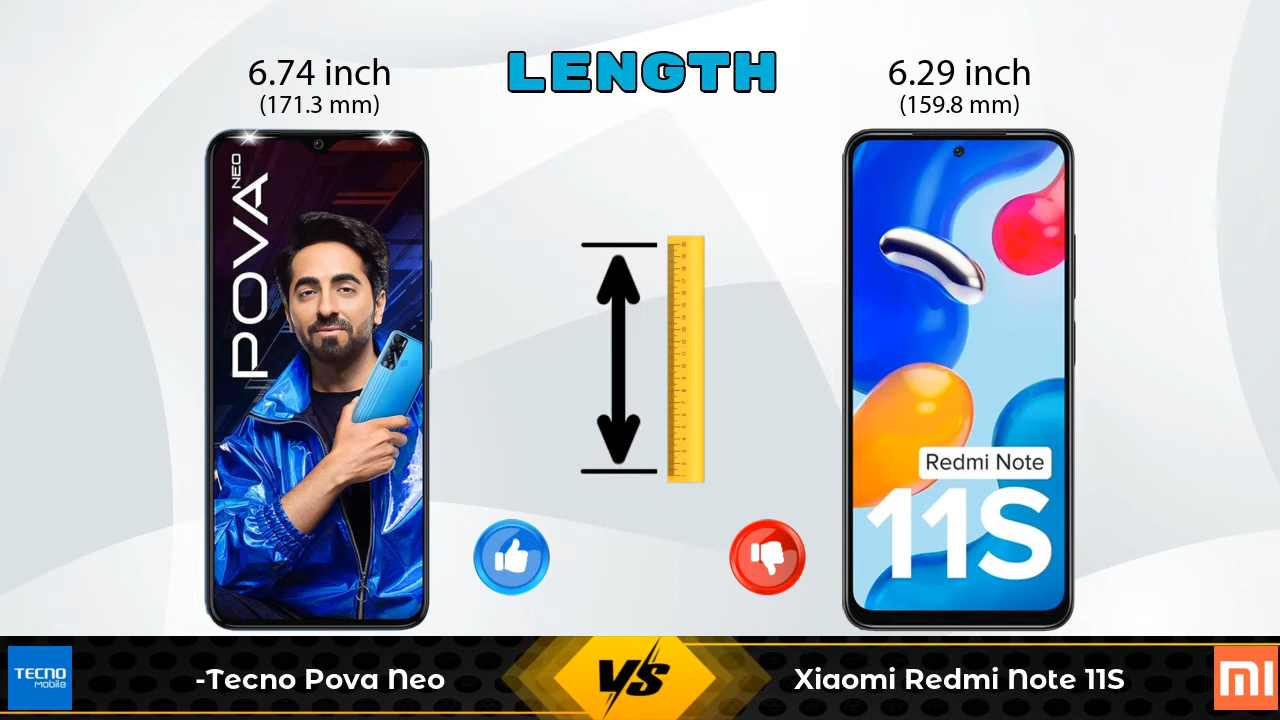 LENGTH
6.74 inch
(171.3 mm)
6.29 inch
(159.8 mm)
POVA NEO
Redmi Note
11S
TECNO
mobile
-Tecno Pova Neo
VS
Xiaomi Redmi Note 11S
MI